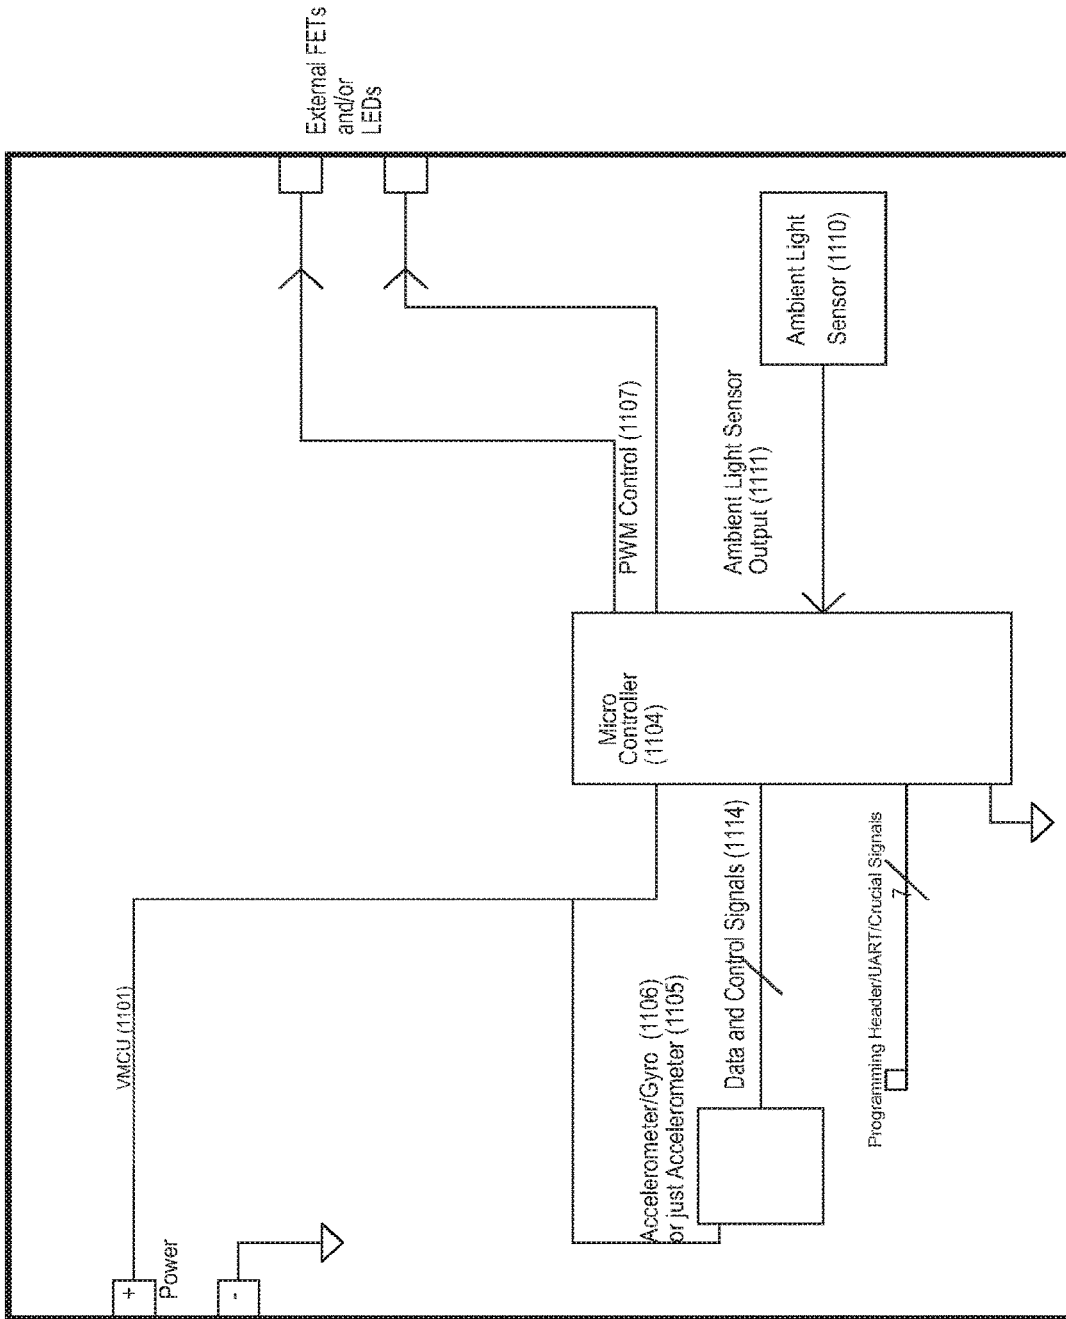 +
Power
-
VMCU (1101)
External FETs
and/or
LEDs
Accelerometer/Gyro (1106)
or just Accelerometer (1105)
Data and Control Signals (1114)
Programming Header/UART/Crucial Signals
7
Micro
Controller
(1104)
PWM Control (1107)
Ambient Light Sensor
Output (1111)
Ambient Light
Sensor (1110)